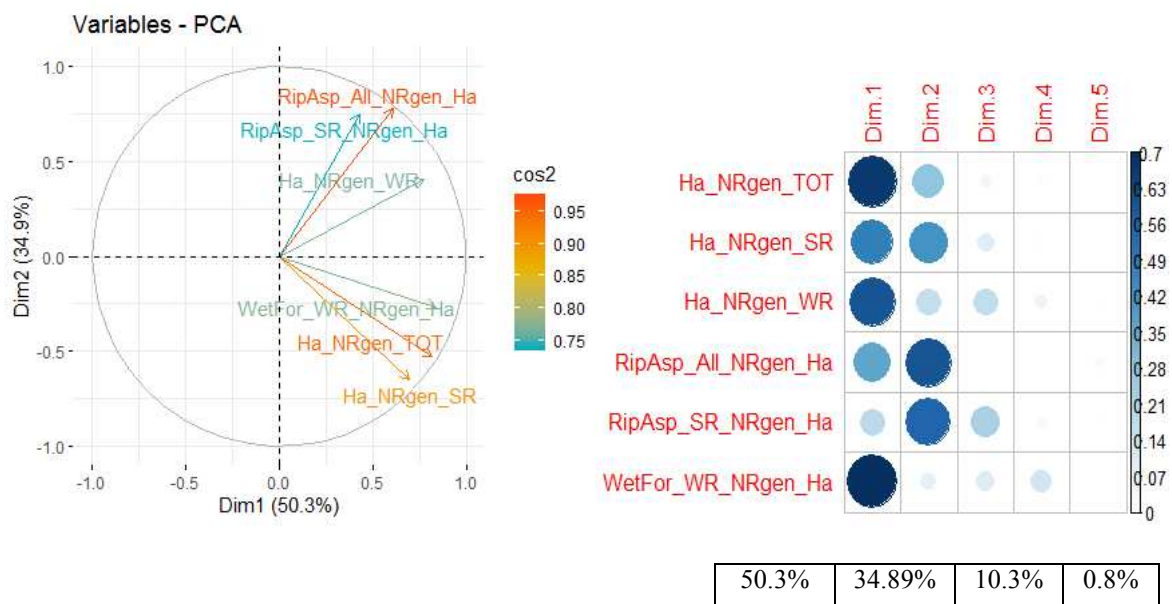 Variables - PCA
1.0
0.5
0.0
-0.5
-1.0
Dim2 (34.9%)
RipAsp_All_NRgen_Ha
RipAsp_SR_NRgen_Ha
Ha_NRgen_WR
WetFor_WR_NRgen_Ha
Ha_NRgen_TOT
Ha_NRgen_SR
-1.0 -0.5 0.0 0.5 1.0
Dim1 (50.3%)
cos2
0.95
0.90
0.85
0.80
0.75
Dim.1 Dim.2 Dim.3 Dim.4 Dim.5
Ha_NRgen_TOT
Ha_NRgen_SR
Ha_NRgen_WR
RipAsp_All_NRgen_Ha
RipAsp_SR_NRgen_Ha
WetFor_WR_NRgen_Ha
0.7
0.63
0.56
0.49
0.42
0.35
0.28
0.21
0.14
0.07
0
50.3% 34.89% 10.3% 0.8%